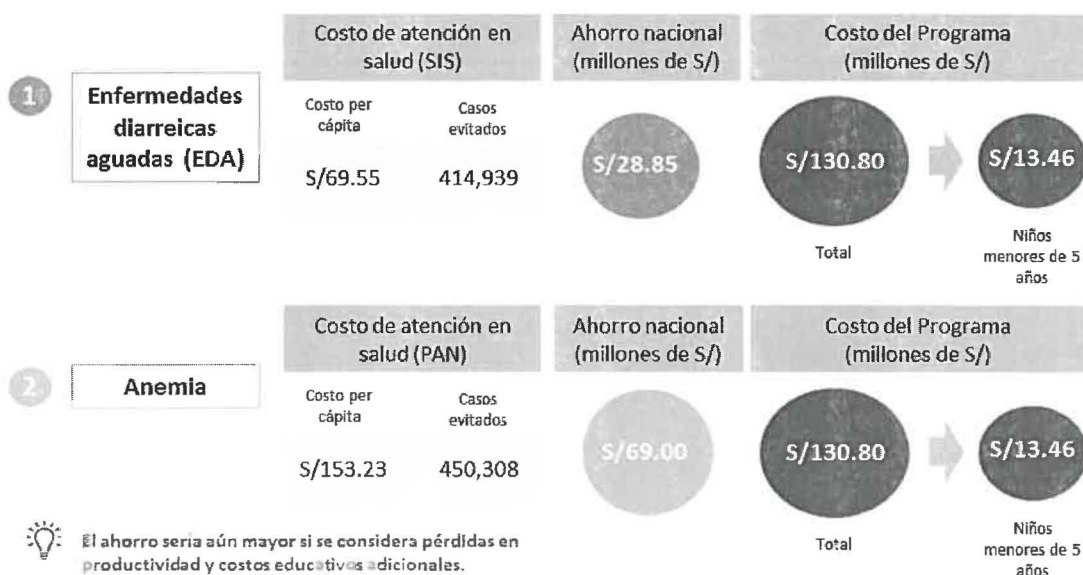 Costo de atención en
salud (SIS)
Ahorro nacional
(millones de S/)
Costo del Programa
(millones de S/)
1
Enfermedades
diarreicas
aguadas (EDA)
Costo per
cápita
Casos
evitados
S/69.55
414,939
S/28.85
S/130.80
S/13.46
Total
Niños
menores de 5
años
Costo de atención en
salud (PAN)
Ahorro nacional
(millones de S/)
Costo del Programa
(millones de S/)
2
Anemia
Costo per
cápita
Casos
evitados
S/153.23
450,308
S/69.00
S/130.80
S/13.46
Total
Niños
menores de 5
años
El ahorro seria aún mayor si se considera pérdidas en
productividad y costos educativos adicionales.